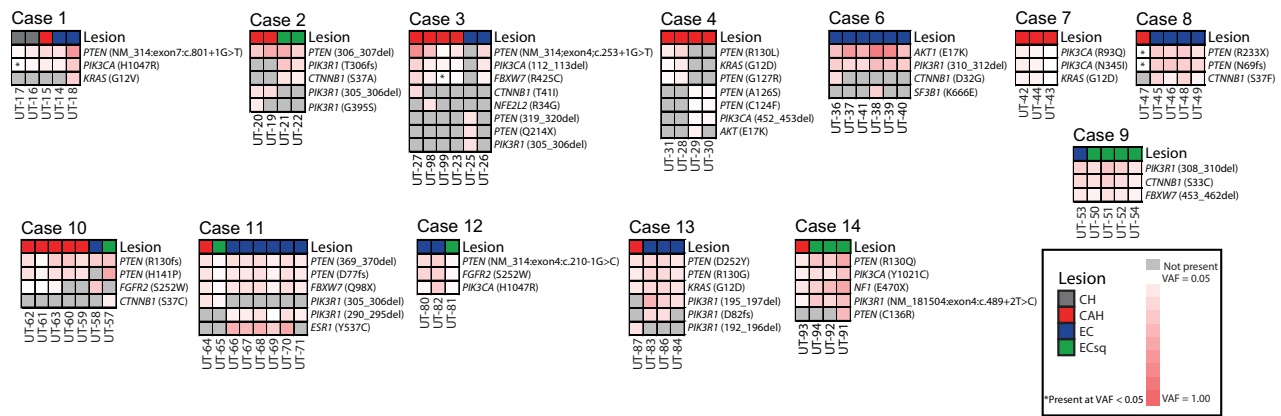 Case 1
Lesion
PTEN (NM_314:exon7:c.801+1G>T)
* PIK3CA (H1047R)
KRAS (G12V)
UT-17
UT-16
UT-15
UT-14
UT-18
Case 2
Lesion
PTEN (306_307del)
PIK3R1 (T306fs)
CTNNB1 (S37A)
PIK3R1 (305_306del)
PIK3R1 (G395S)
UT-20
UT-19
UT-21
UT-22
Case 3
Lesion
PTEN (NM_314;exon4;c.253+1G>T)
PIK3CA (112_113del)
* FBXW7 (R425C)
CTNNB1 (T41I)
NFE2L2 (R34G)
PTEN (319_320del)
PTEN (Q214X)
PIK3R1 (305_306del)
UT-27
UT-98
UT-99
UT-23
UT-25
UT-26
Case 4
Lesion
PTEN (R130L)
KRAS (G12D)
PTEN (G127R)
PTEN (A126S)
PTEN (C124F)
PIK3CA (452_453del)
AKT (E17K)
UT-31
UT-28
UT-29
UT-30
Case 6
Lesion
AKT1 (E17K)
PIK3R1 (310_312del)
CTNNB1 (D32G)
SF3B1 (K666E)
UT-36
UT-37
UT-41
UT-38
UT-39
UT-40
Case 7
Lesion
PIK3CA (R93Q)
PIK3CA (N345I)
KRAS (G12D)
UT-42
UT-44
UT-43
Case 8
Lesion
* PTEN (R233X)
* PTEN (N69fs)
CTNNB1 (S37F)
UT-47
UT-45
UT-46
UT-48
UT-49
Case 9
Lesion
PIK3R1 (308_310del)
CTNNB1 (S33C)
FBXW7 (453_462del)
UT-53
UT-50
UT-51
UT-52
UT-54
Case 10
Lesion
PTEN (R130fs)
PTEN (H141P)
FGFR2 (S252W)
CTNNB1 (S37C)
UT-62
UT-61
UT-63
UT-60
UT-59
UT-58
UT-57
Case 11
Lesion
PTEN (369_370del)
PTEN (D77fs)
FBXW7 (Q98X)
PIK3R1 (305_306del)
PIK3R1 (290_295del)
ESR1 (Y537C)
UT-64
UT-65
UT-66
UT-67
UT-68
UT-69
UT-70
UT-71
Case 12
Lesion
PTEN (NM_314:exon4:c.210-1G>C)
FGFR2 (S252W)
PIK3CA (H1047R)
UT-80
UT-82
UT-81
Case 13
Lesion
PTEN (D252Y)
PTEN (R130G)
KRAS (G12D)
PIK3R1 (195_197del)
PIK3R1 (D82fs)
PIK3R1 (192_196del)
UT-87
UT-83
UT-86
UT-84
Case 14
Lesion
PTEN (R130Q)
PIK3CA (Y1021C)
NF1 (E470X)
PIK3R1 (NM_181504:exon4:c.489+2T>C)
PTEN (C136R)
UT-93
UT-94
UT-92
UT-91
Lesion
CH
CAH
EC
ECsq
Not present
VAF = 0.05
VAF = 1.00
*Present at VAF < 0.05